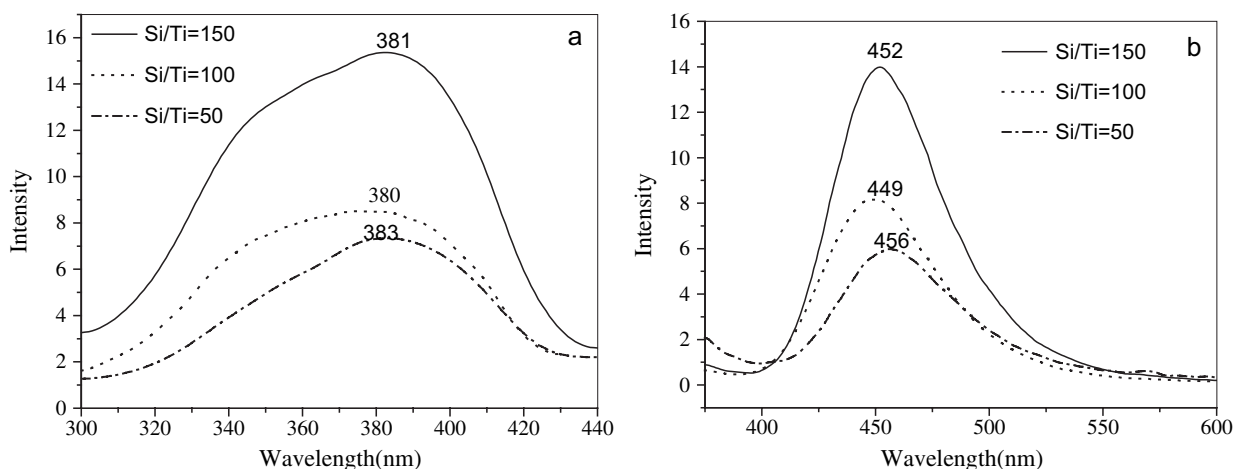 a
Si/Ti=150
Si/Ti=100
Si/Ti=50
381
380
383
Intensity
16
14
12
10
8
6
4
2
0
300 320 340 360 380 400 420 440
Wavelength(nm)
b
Si/Ti=150
Si/Ti=100
Si/Ti=50
452
449
456
Intensity
16
14
12
10
8
6
4
2
0
400 450 500 550 600
Wavelength(nm)